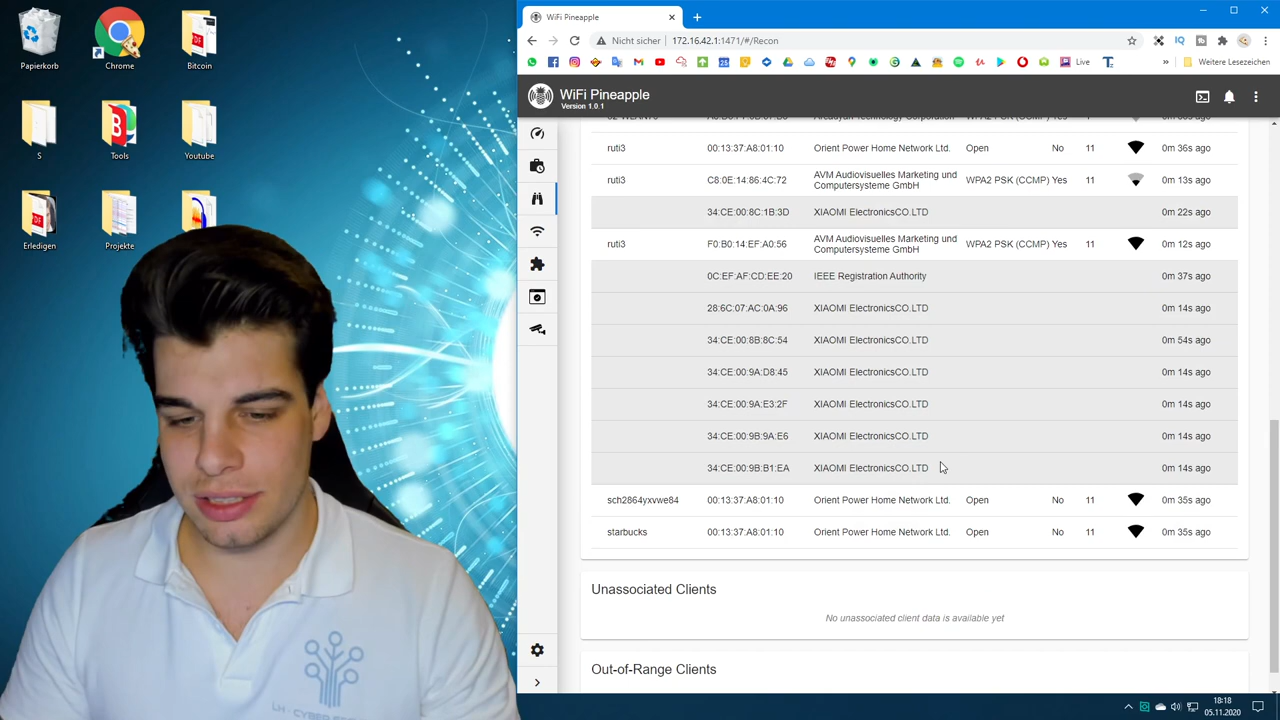 Papierkorb
Chrome
Bitcoin
S
Tools
Youtube
Erledigen
Projekte
WiFi Pineapple
Nicht sicher 172.16.42.1:1471/#/Recon
Live
Weitere Lesezeichen
WiFi Pineapple
Version 1.0.1
ruti3 00:13:37:A8:01:10 Orient Power Home Network Ltd. Open No 11 0m 36s ago
ruti3 C8:0E:14:86:4C:72 AVM Audiovisuelles Marketing und Computersysteme GmbH WPA2 PSK (CCMP) Yes 11 0m 13s ago
34:CE:00:8C:1B:3D XIAOMI ElectronicsCO.LTD 0m 22s ago
ruti3 F0:B0:14:EF:A0:56 AVM Audiovisuelles Marketing und Computersysteme GmbH WPA2 PSK (CCMP) Yes 11 0m 12s ago
0C:EF:AF:CD:EE:20 IEEE Registration Authority 0m 37s ago
28:6C:07:AC:0A:96 XIAOMI ElectronicsCO.LTD 0m 14s ago
34:CE:00:8B:8C:54 XIAOMI ElectronicsCO.LTD 0m 54s ago
34:CE:00:9A:D8:45 XIAOMI ElectronicsCO.LTD 0m 14s ago
34:CE:00:9A:E3:2F XIAOMI ElectronicsCO.LTD 0m 14s ago
34:CE:00:9B:9A:E6 XIAOMI ElectronicsCO.LTD 0m 14s ago
34:CE:00:9B:B1:EA XIAOMI ElectronicsCO.LTD 0m 14s ago
sch2864yxvwe84 00:13:37:A8:01:10 Orient Power Home Network Ltd. Open No 11 0m 35s ago
starbucks 00:13:37:A8:01:10 Orient Power Home Network Ltd. Open No 11 0m 35s ago
Unassociated Clients
No unassociated client data is available yet
Out-of-Range Clients
18:18
05.11.2020